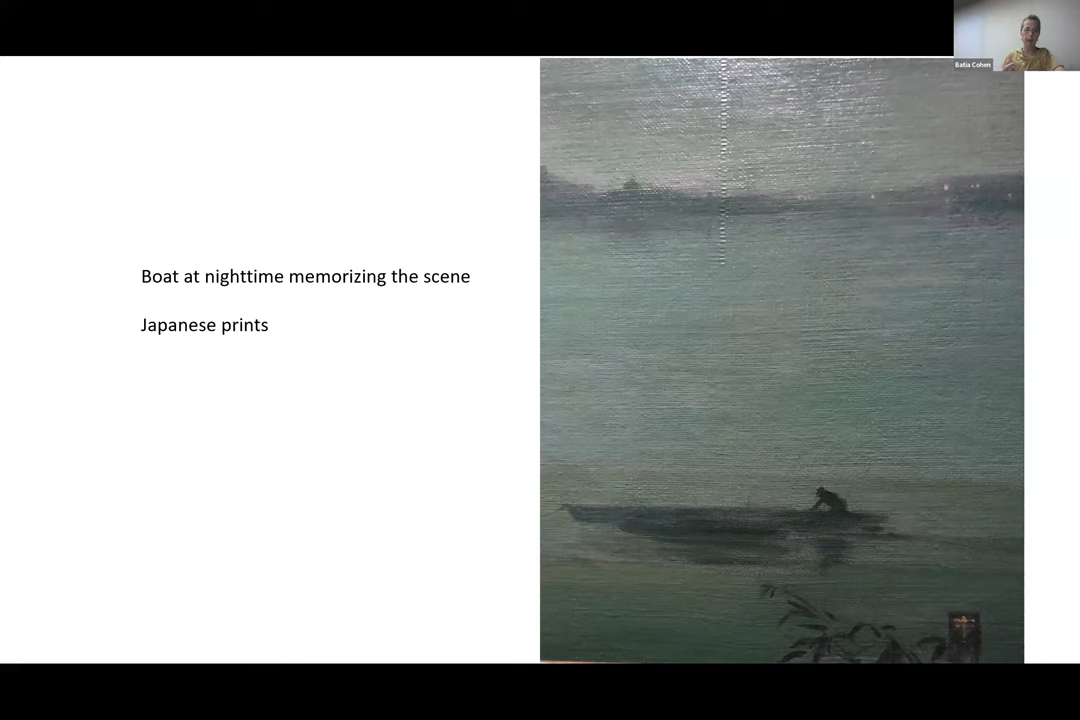 Batia Cohen
Boat at nighttime memorizing the scene
Japanese prints